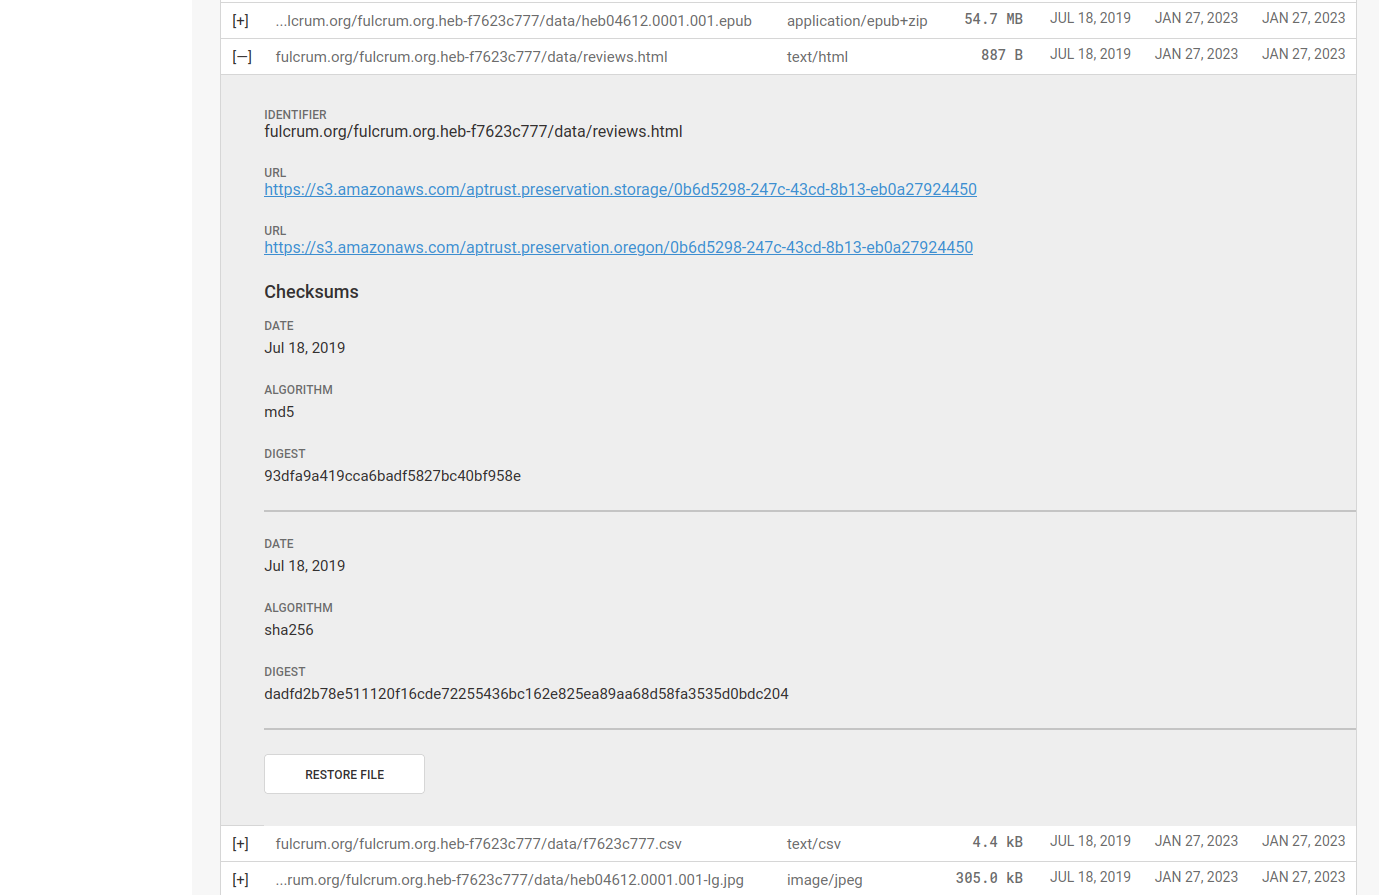 [+] ...lcrum.org/fulcrum.org.heb-f7623c777/data/heb04612.0001.001.epub application/epub+zip 54.7 MB JUL 18, 2019 JAN 27, 2023 JAN 27, 2023
[—] fulcrum.org/fulcrum.org.heb-f7623c777/data/reviews.html text/html 887 B JUL 18, 2019 JAN 27, 2023 JAN 27, 2023
IDENTIFIER
fulcrum.org/fulcrum.org.heb-f7623c777/data/reviews.html
URL
https://s3.amazonaws.com/aptrust.preservation.storage/0b6d5298-247c-43cd-8b13-eb0a27924450
URL
https://s3.amazonaws.com/aptrust.preservation.oregon/0b6d5298-247c-43cd-8b13-eb0a27924450
Checksums
DATE
Jul 18, 2019
ALGORITHM
md5
DIGEST
93dfa9a419cca6badf5827bc40bf958e
DATE
Jul 18, 2019
ALGORITHM
sha256
DIGEST
dadfd2b78e511120f16cde72255436bc162e825ea89aa68d58fa3535d0bdc204
RESTORE FILE
[+] fulcrum.org/fulcrum.org.heb-f7623c777/data/f7623c777.csv text/csv 4.4 kB JUL 18, 2019 JAN 27, 2023 JAN 27, 2023
[+] ...rum.org/fulcrum.org.heb-f7623c777/data/heb04612.0001.001-lg.jpg image/jpeg 305.0 kB JUL 18, 2019 JAN 27, 2023 JAN 27, 2023